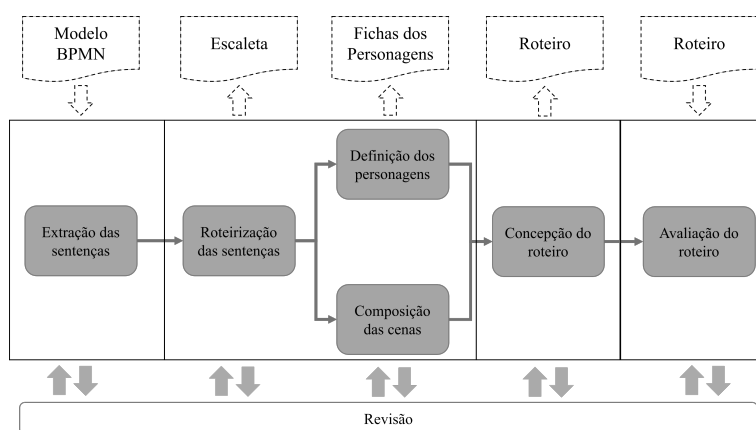 Modelo
BPMN
Escaleta
Fichas dos
Personagens
Roteiro
Roteiro
Extração das
sentenças
Roteirização
das sentenças
Definição dos
personagens
Composição
das cenas
Concepção do
roteiro
Avaliação do
roteiro
Revisão